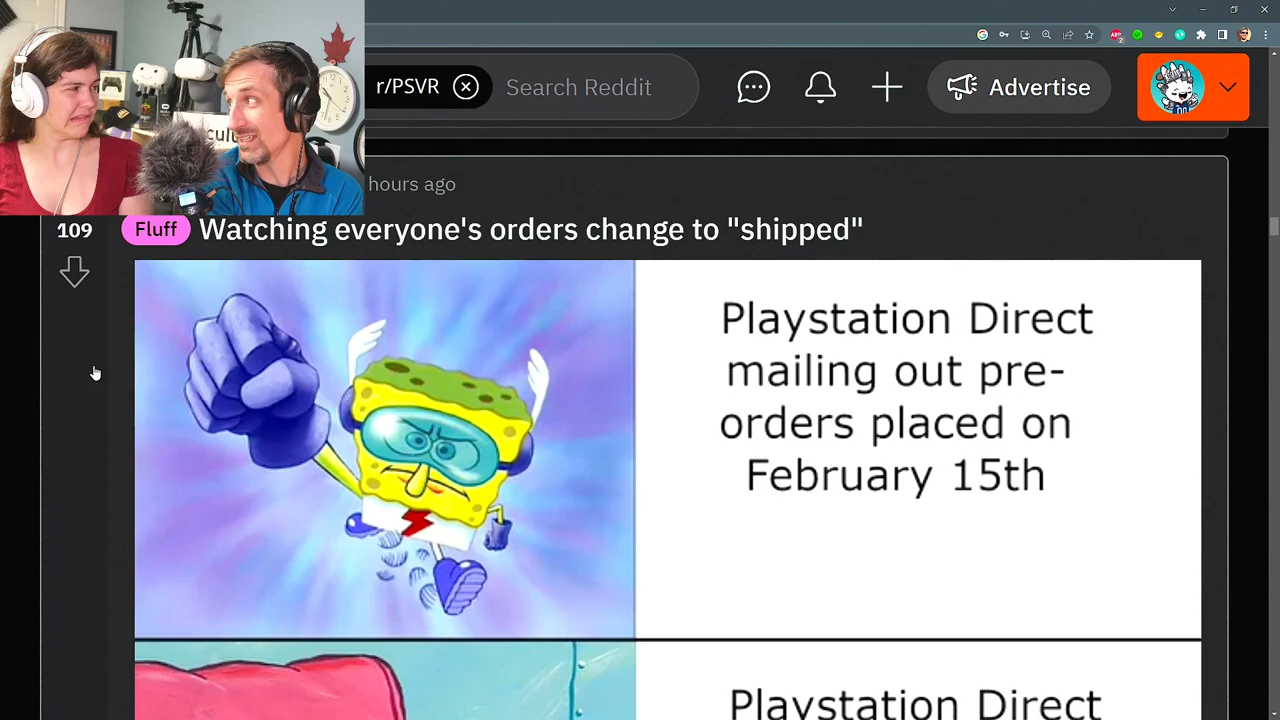 r/PSVR
Search Reddit
Advertise
hours ago
109
Fluff
Watching everyone's orders change to "shipped"
Playstation Direct
mailing out pre-
orders placed on
February 15th
Playstation Direct